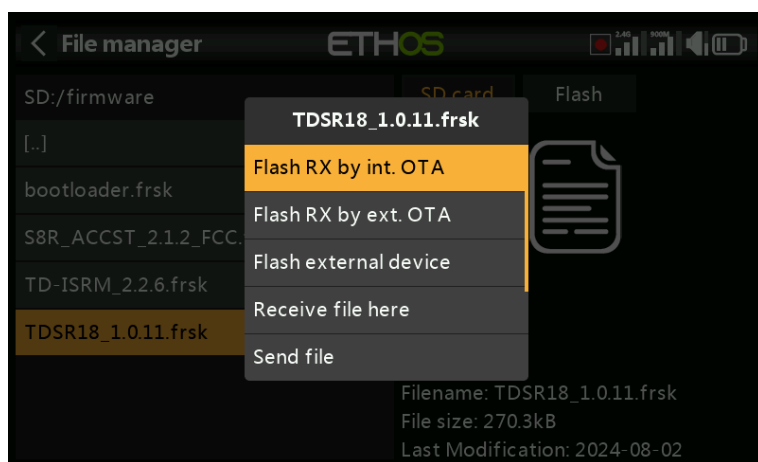 File manager
ETHOS
2.4G
900M
SD:/firmware
SD card
Flash
[..]
bootloader.frsk
S8R_ACCST_2.1.2_FCC.
TD-ISRM_2.2.6.frsk
TDSR18_1.0.11.frsk
TDSR18_1.0.11.frsk
Flash RX by int. OTA
Flash RX by ext. OTA
Flash external device
Receive file here
Send file
Filename: TDSR18_1.0.11.frsk
File size: 270.3kB
Last Modification: 2024-08-02